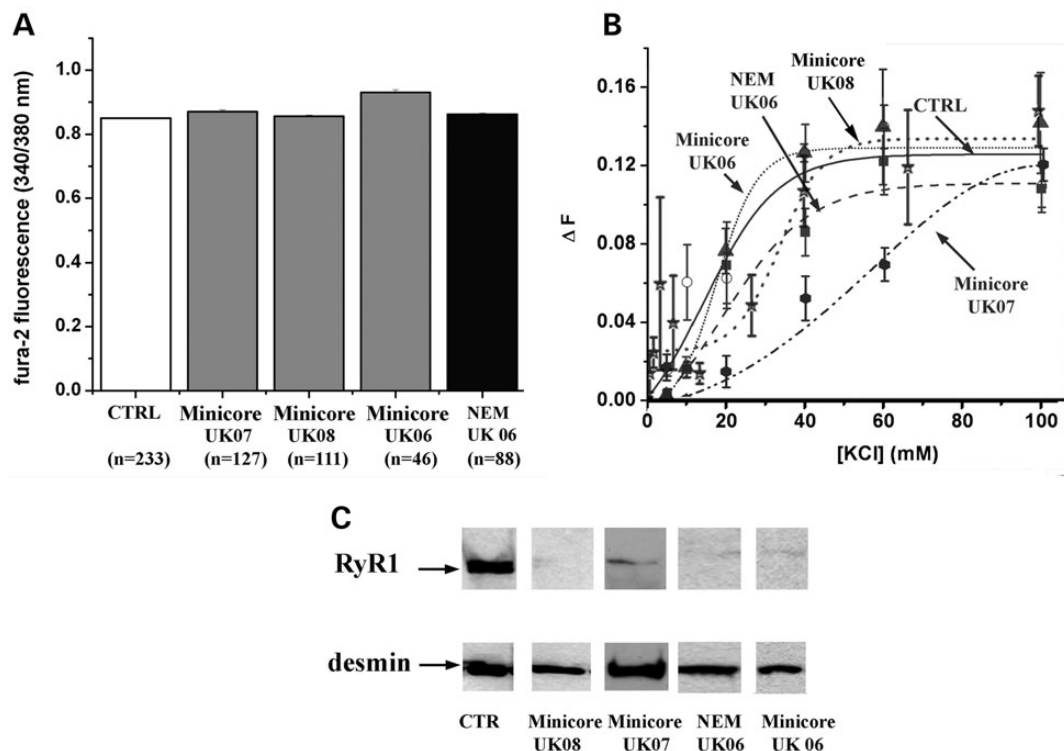 A
fura-2 fluorescence (340/380 nm)
1.0
0.8
0.6
0.4
0.2
0.0
CTRL
(n=233)
Minicore
UK07
(n=127)
Minicore
UK08
(n=111)
Minicore
UK06
(n=46)
NEM
UK 06
(n=88)
B
Δ F
0.16
0.12
0.08
0.04
0.00
NEM
UK06
Minicore
UK08
CTRL
Minicore
UK06
Minicore
UK07
0
20
40
60
80
100
[KCl] (mM)
C
RyR1
desmin
CTR
Minicore
UK08
Minicore
UK07
NEM
UK06
Minicore
UK 06